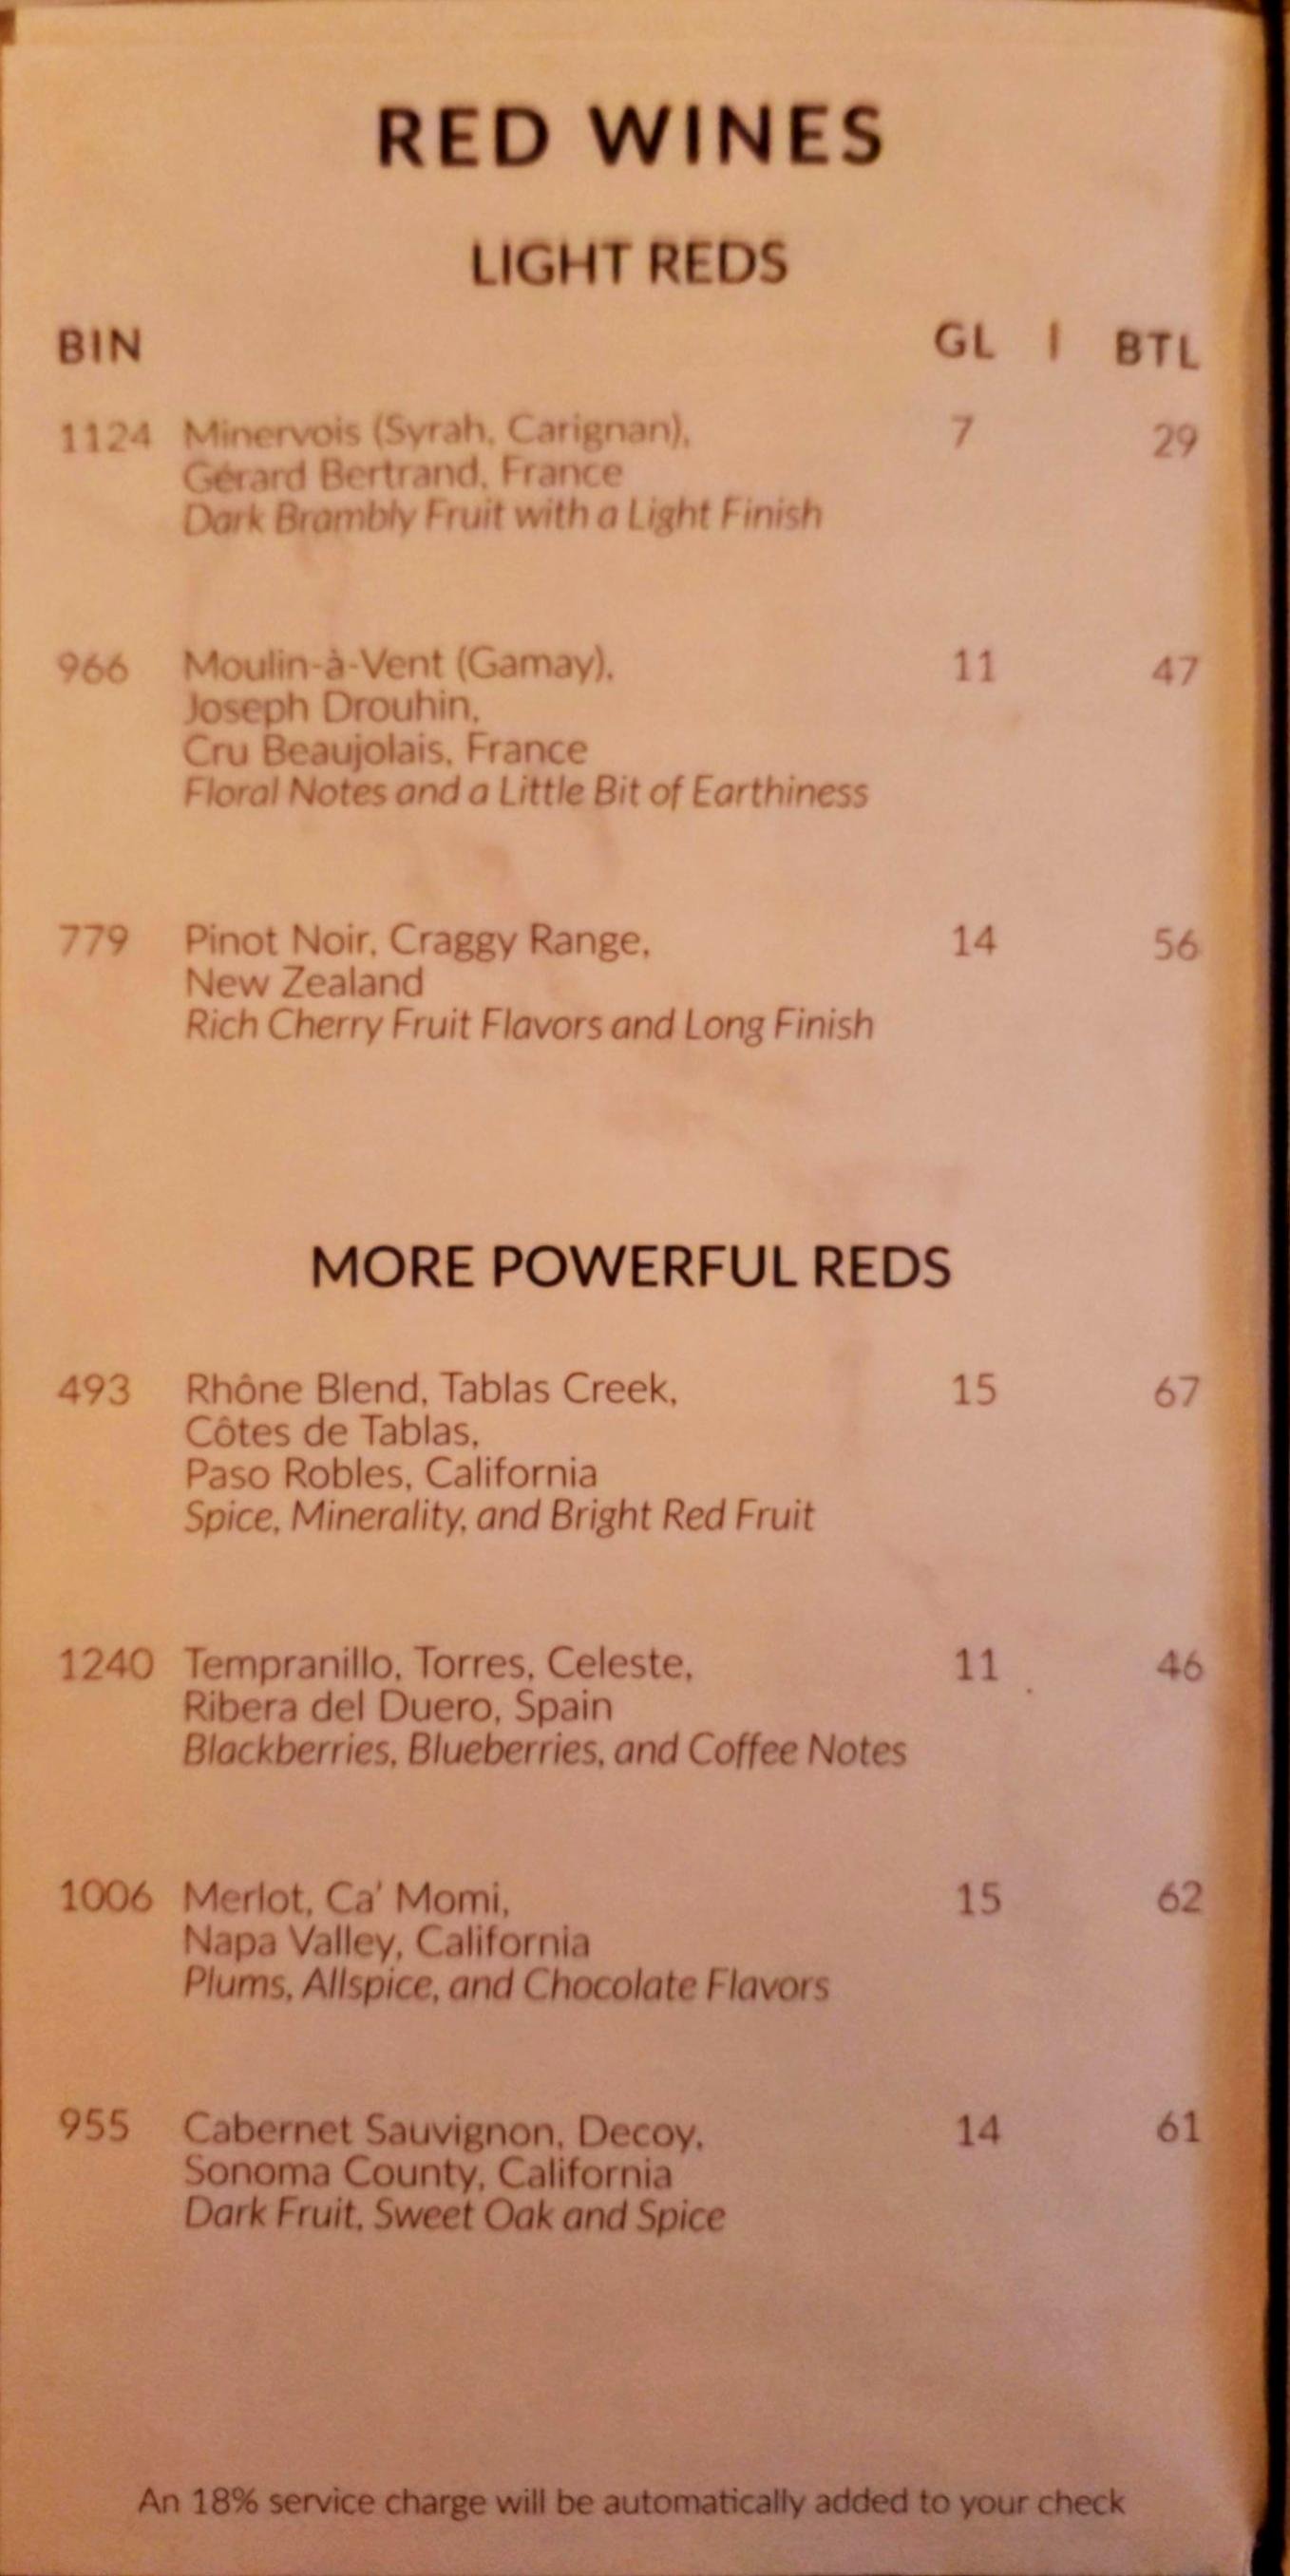 RED WINES
LIGHT REDS
BIN GL | BTL
1124 Minervois (Syrah, Carignan), 7 29
Gérard Bertrand, France
Dark Brambly Fruit with a Light Finish
966 Moulin-à-Vent (Gamay), 11 47
Joseph Drouhin,
Cru Beaujolais, France
Floral Notes and a Little Bit of Earthiness
779 Pinot Noir, Craggy Range, 14 56
New Zealand
Rich Cherry Fruit Flavors and Long Finish
MORE POWERFUL REDS
493 Rhône Blend, Tablas Creek, 15 67
Côtes de Tablas,
Paso Robles, California
Spice, Minerality, and Bright Red Fruit
1240 Tempranillo, Torres, Celeste, 11 46
Ribera del Duero, Spain
Blackberries, Blueberries, and Coffee Notes
1006 Merlot, Ca' Momi, 15 62
Napa Valley, California
Plums, Allspice, and Chocolate Flavors
955 Cabernet Sauvignon, Decoy, 14 61
Sonoma County, California
Dark Fruit, Sweet Oak and Spice
An 18% service charge will be automatically added to your check